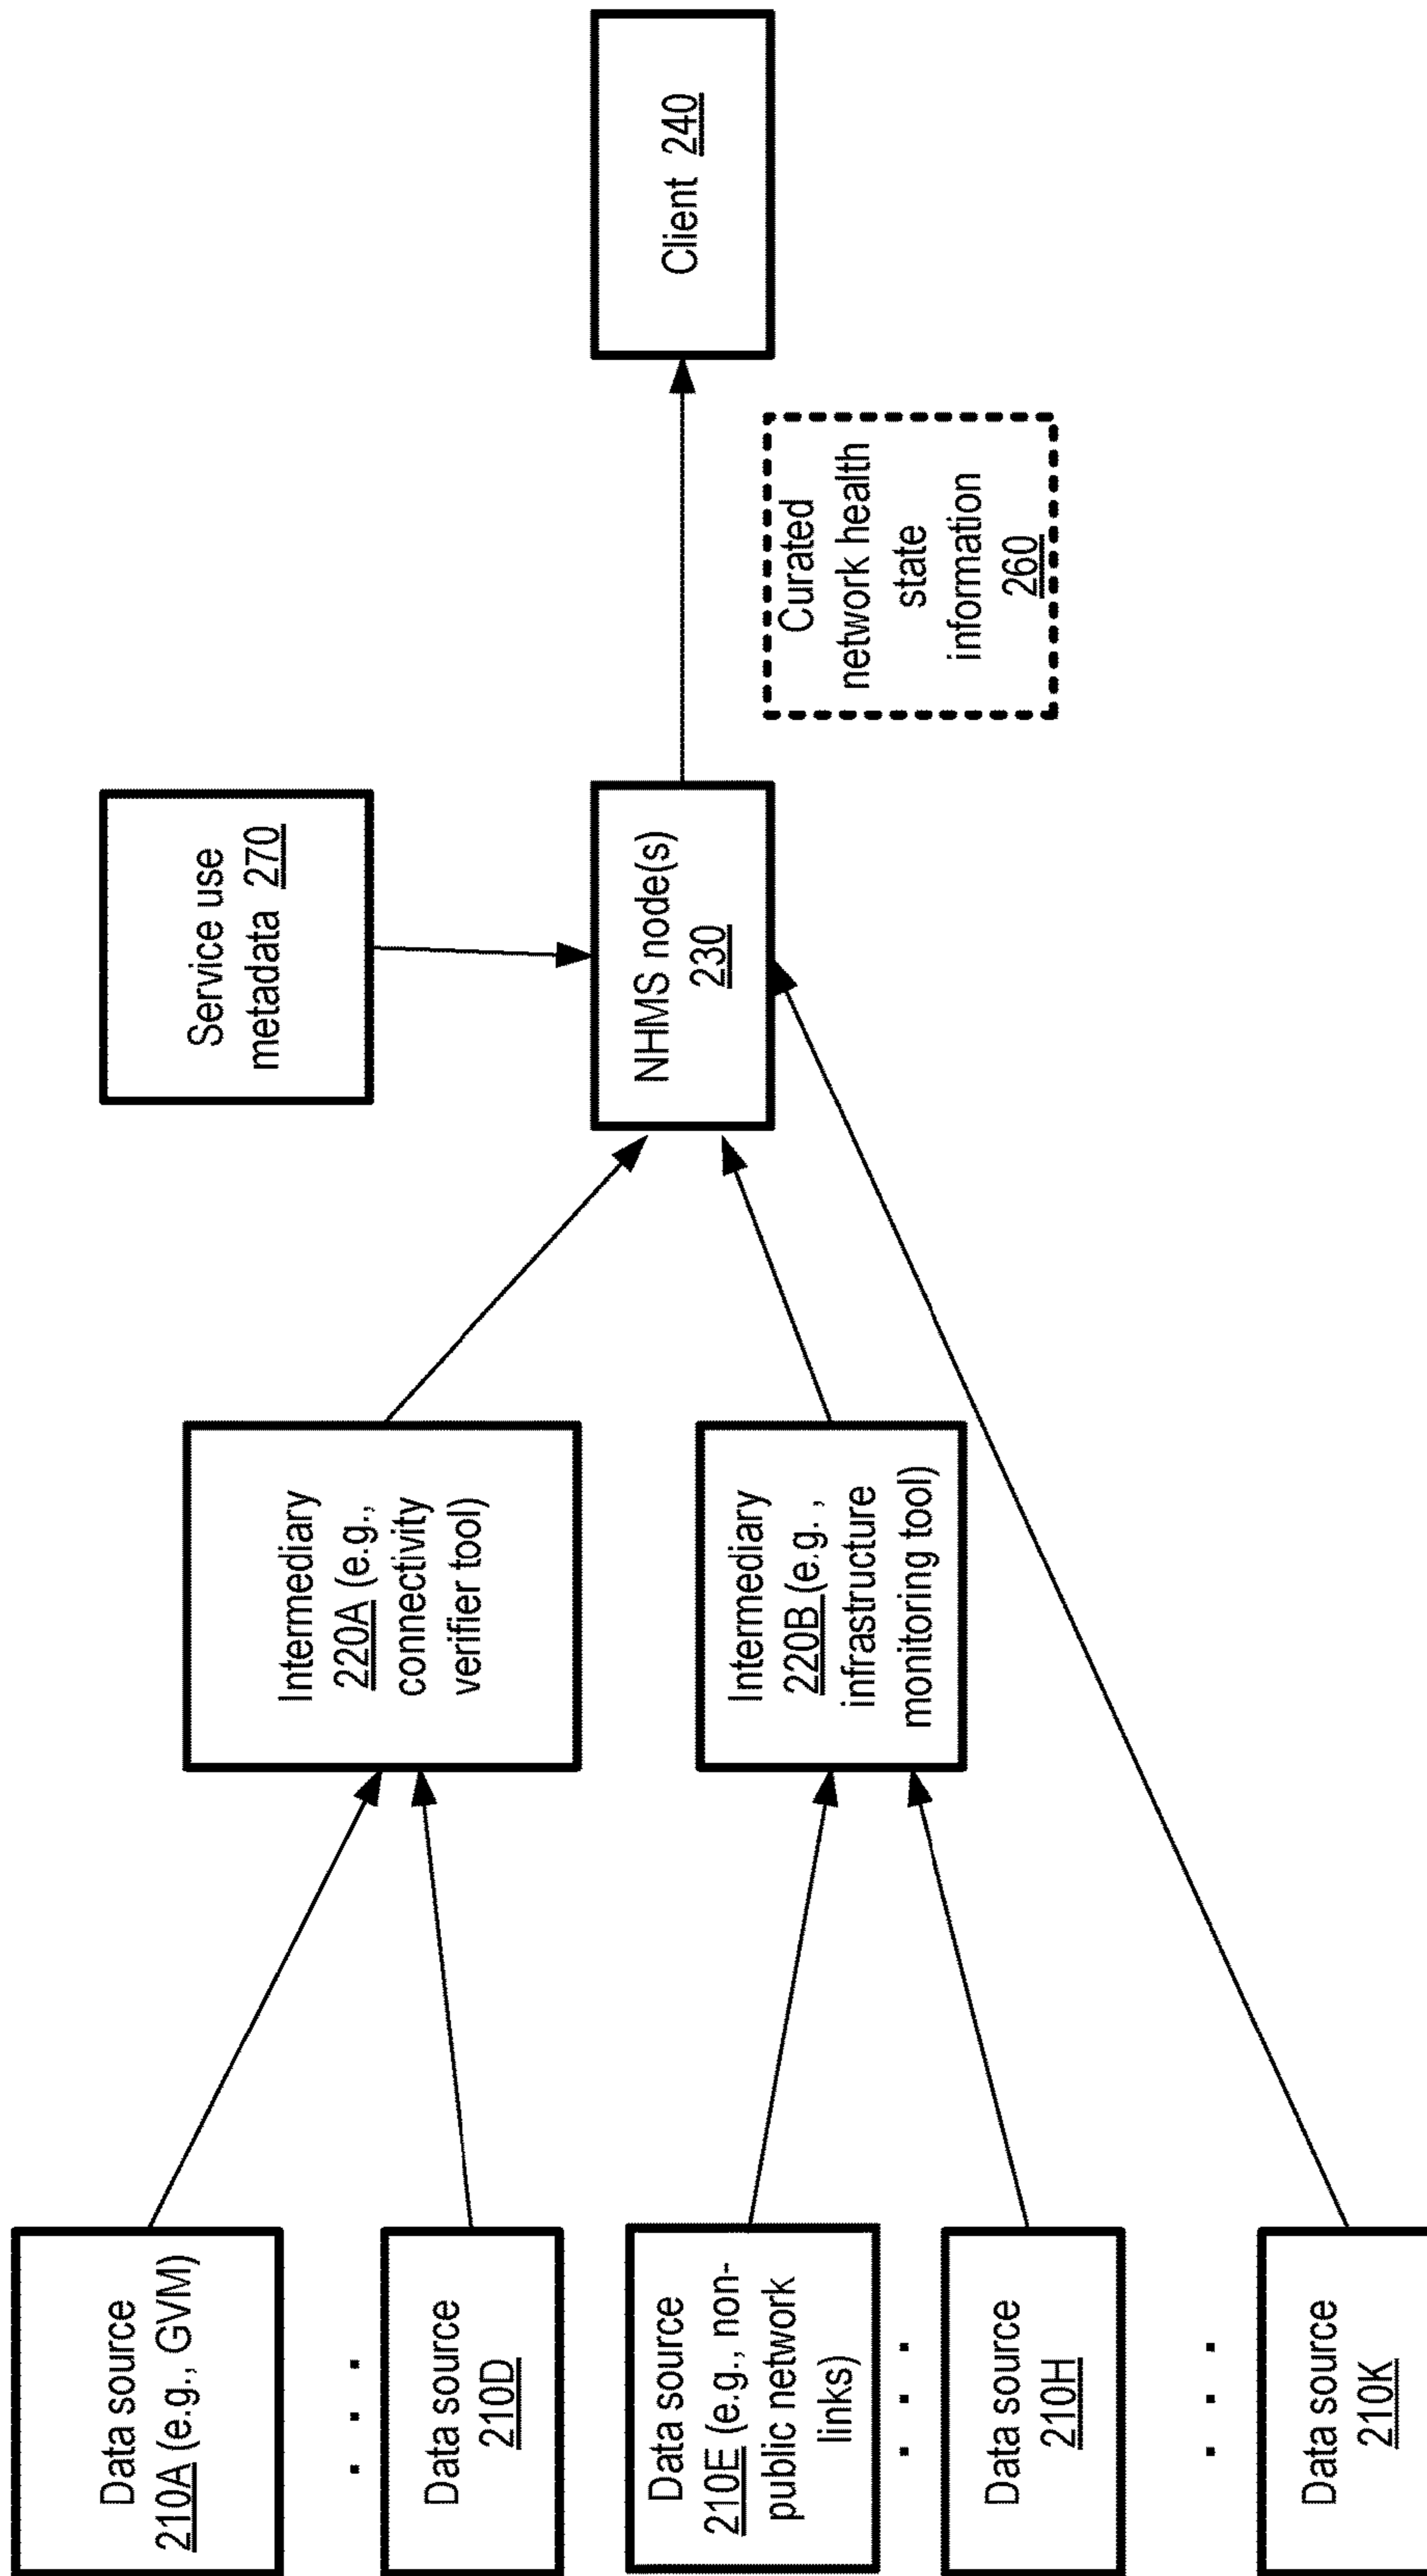 Data source
210A (e.g., GVM)
. . .
Data source
210D
Data source
210E (e.g., non-
public network
links)
. . .
Data source
210H
. . .
Data source
210K
Intermediary
220A (e.g.,
connectivity
verifier tool)
Intermediary
220B (e.g. ,
infrastructure
monitoring tool)
Service use
metadata 270
NHMS node(s)
230
Curated
network health
state
information
260
Client 240